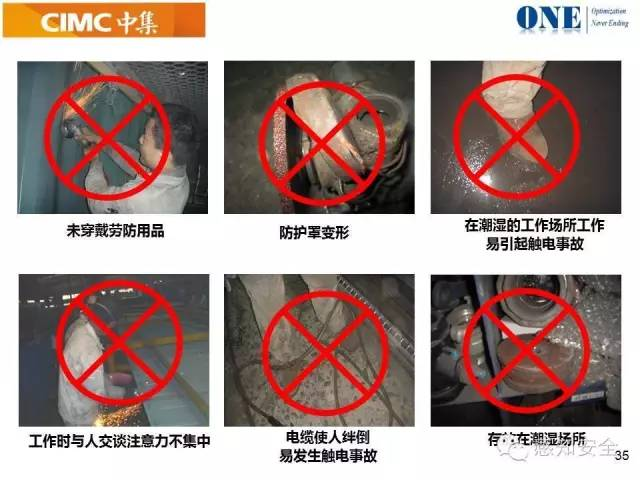 CIMC中集
ONE
Optimization
Never Ending
未穿戴劳防用品
防护罩变形
在潮湿的工作场所工作
易引起触电事故
工作时与人交谈注意力不集中
电缆使人绊倒
易发生触电事故
存放在潮湿场所
感知安全
35